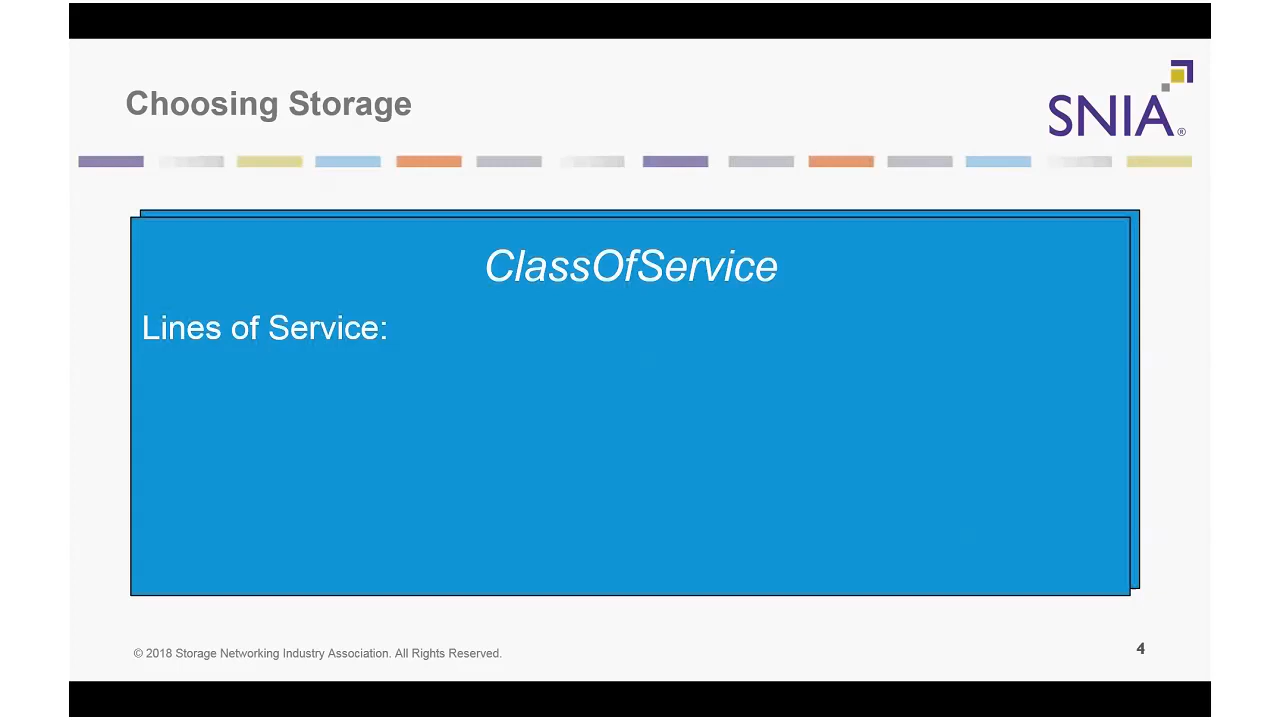 Choosing Storage
SNIA®
ClassOfService
Lines of Service:
© 2018 Storage Networking Industry Association. All Rights Reserved.
4